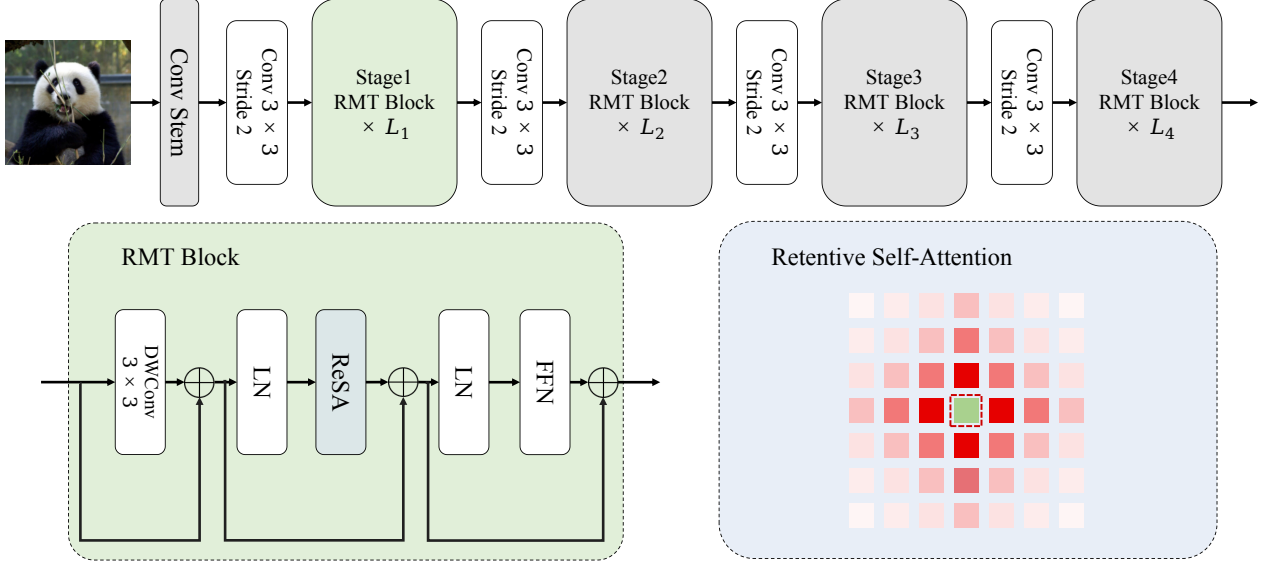 Conv Stem
Conv 3 × 3
Stride 2
Stage1
RMT Block
× L₁
Conv 3 × 3
Stride 2
Stage2
RMT Block
× L₂
Conv 3 × 3
Stride 2
Stage3
RMT Block
× L₃
Conv 3 × 3
Stride 2
Stage4
RMT Block
× L₄
RMT Block
DWConv
3 × 3
LN
ReSA
LN
FFN
Retentive Self-Attention